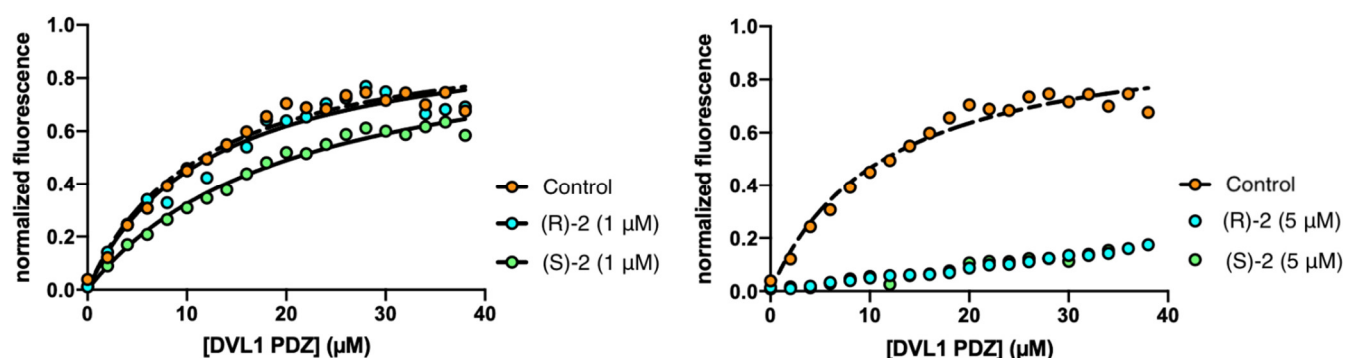 normalized fluorescence
1.0
0.8
0.6
0.4
0.2
0.0
0
10
20
30
40
[DVL1 PDZ] (μM)
Control
(R)-2 (1 μM)
(S)-2 (1 μM)
normalized fluorescence
1.0
0.8
0.6
0.4
0.2
0.0
0
10
20
30
40
[DVL1 PDZ] (μM)
Control
(R)-2 (5 μM)
(S)-2 (5 μM)